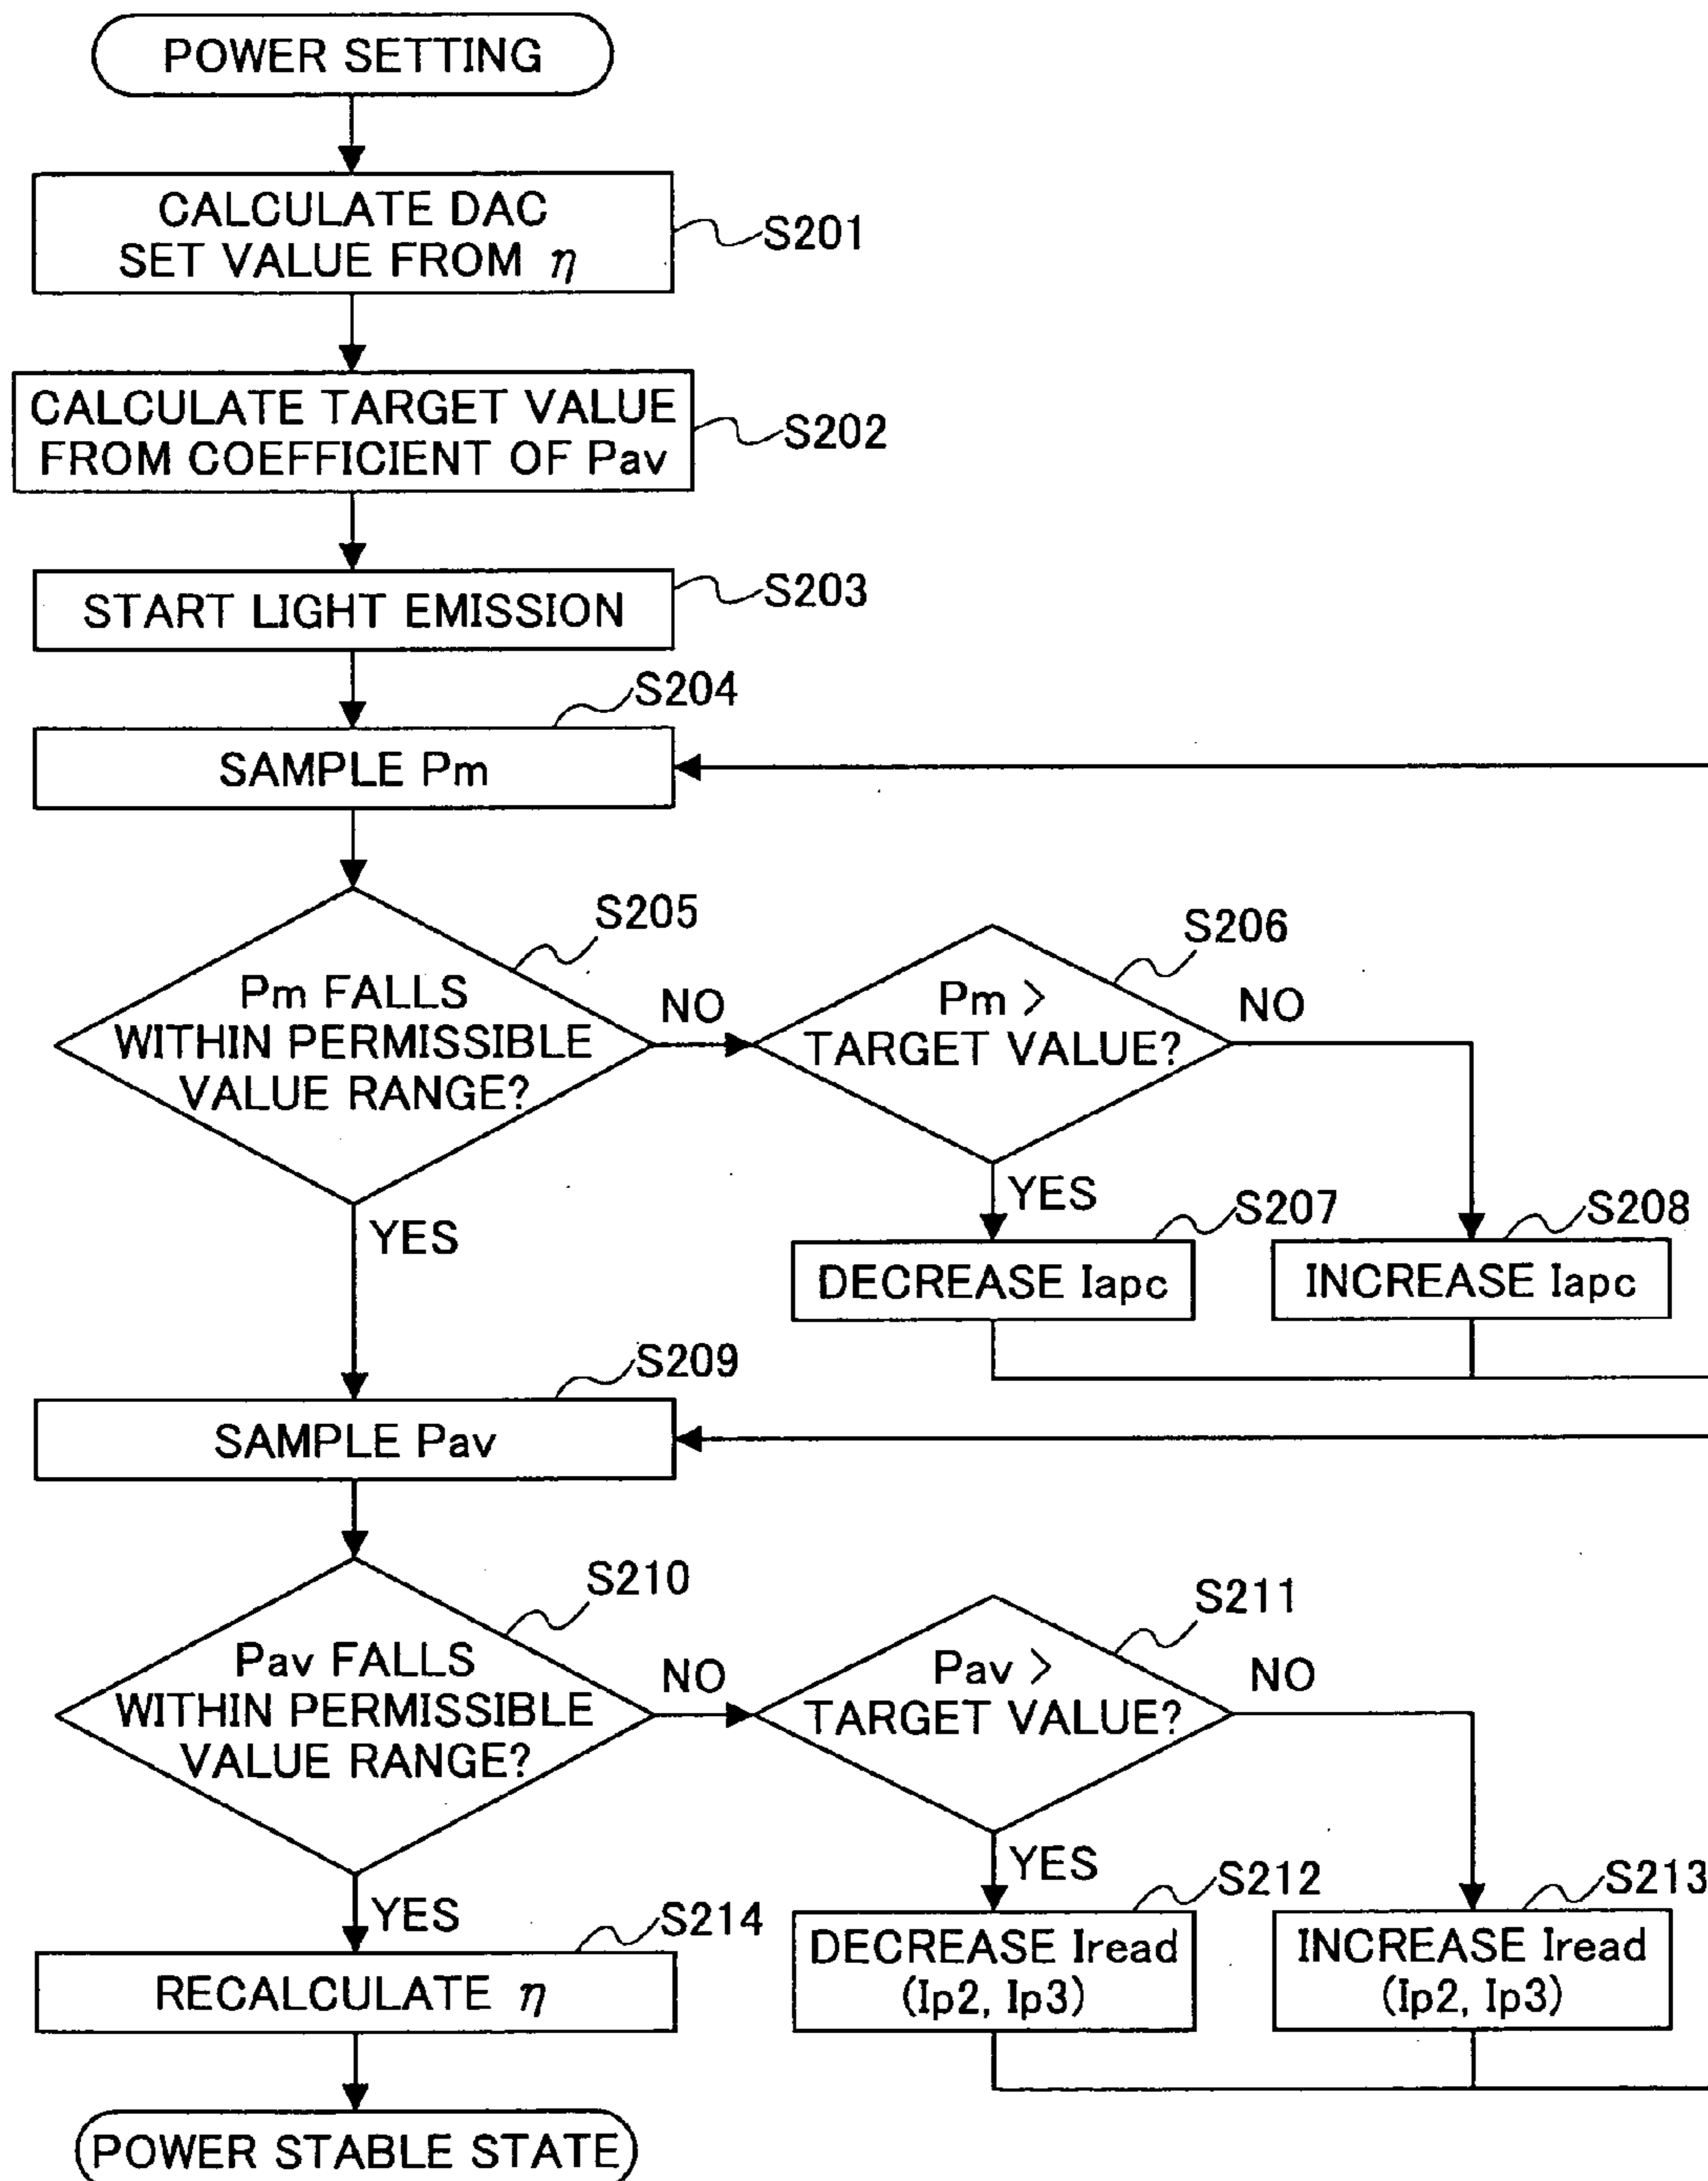 POWER SETTING
CALCULATE DAC
SET VALUE FROM η
S201
CALCULATE TARGET VALUE
FROM COEFFICIENT OF Pav
S202
START LIGHT EMISSION
S203
S204
SAMPLE Pm
S205
Pm FALLS
WITHIN PERMISSIBLE
VALUE RANGE?
NO
S206
Pm >
TARGET VALUE?
NO
YES
YES
S207
DECREASE Iapc
S208
INCREASE Iapc
S209
SAMPLE Pav
S210
Pav FALLS
WITHIN PERMISSIBLE
VALUE RANGE?
NO
S211
Pav >
TARGET VALUE?
NO
YES
YES
S212
DECREASE Iread
(Ip2, Ip3)
S213
INCREASE Iread
(Ip2, Ip3)
S214
RECALCULATE η
POWER STABLE STATE